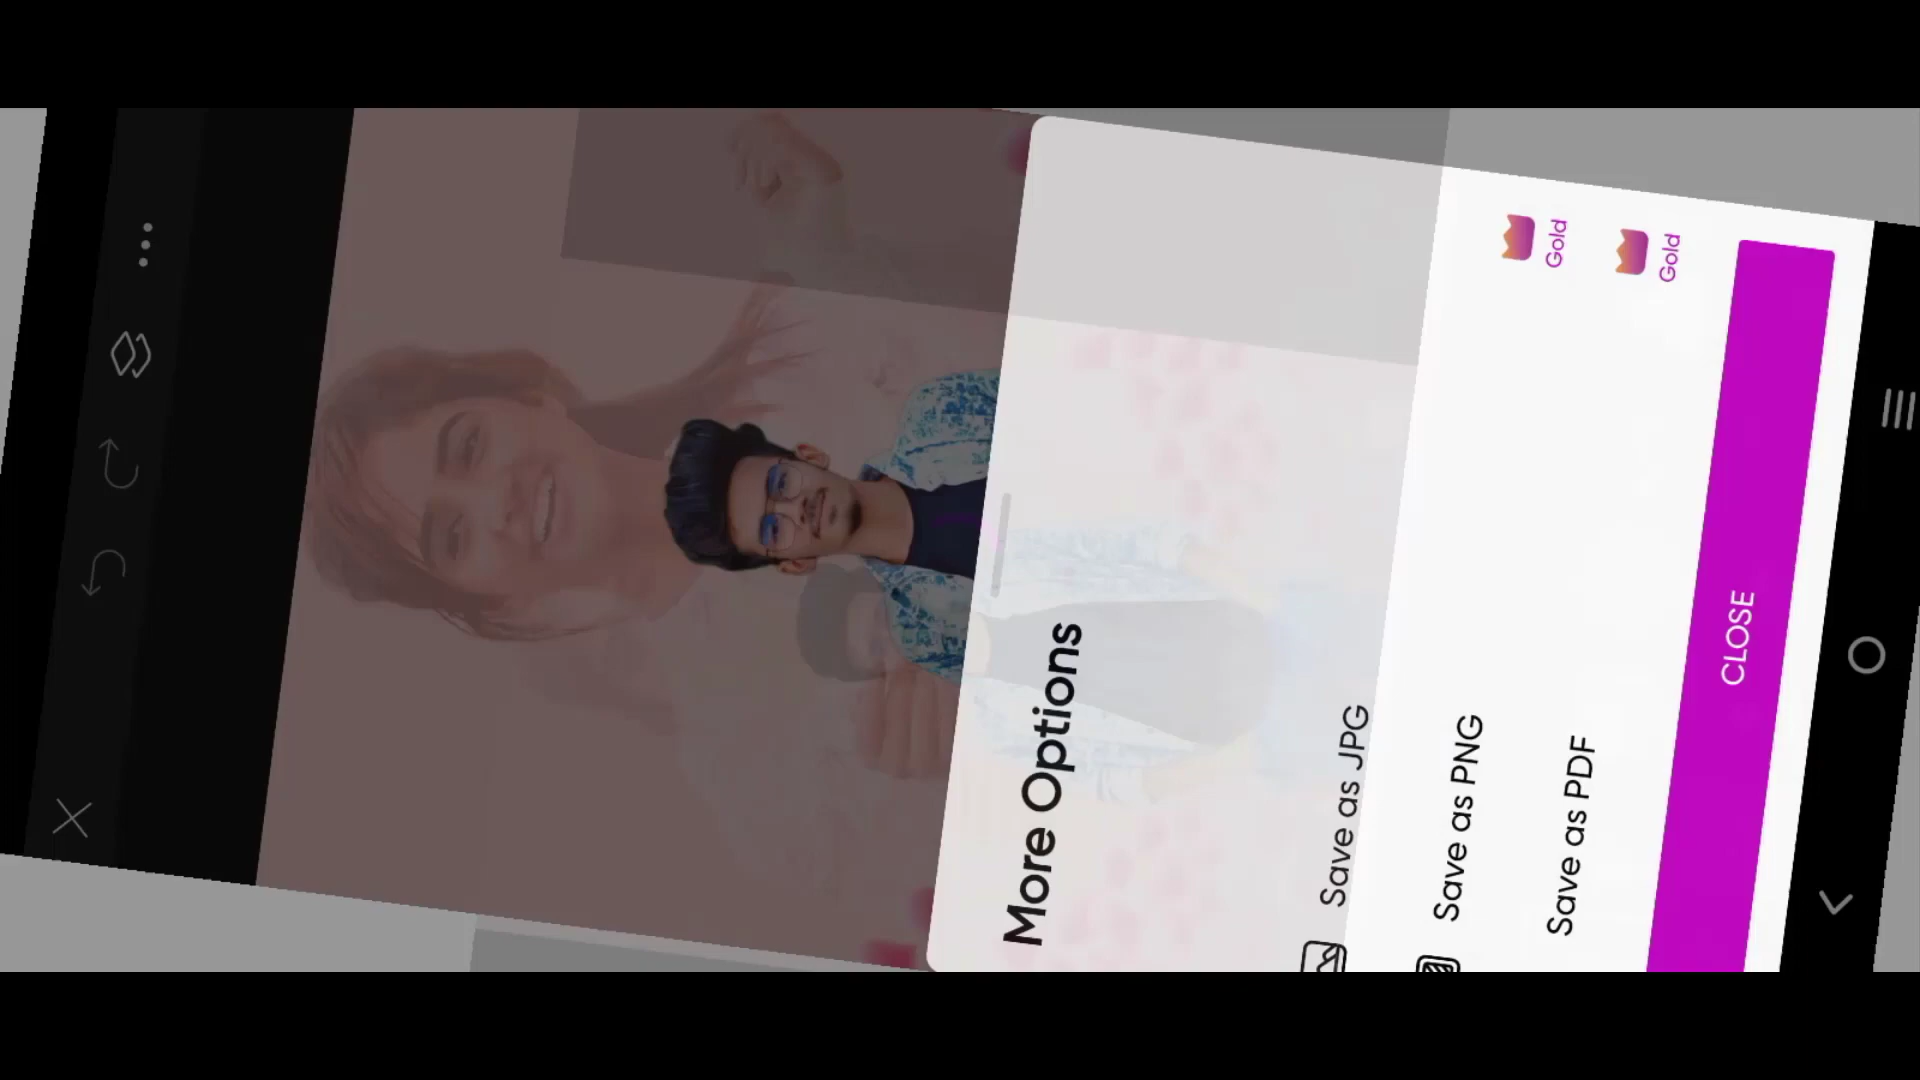 More Options
Save as JPG
Save as PNG
Gold
Save as PDF
Gold
CLOSE